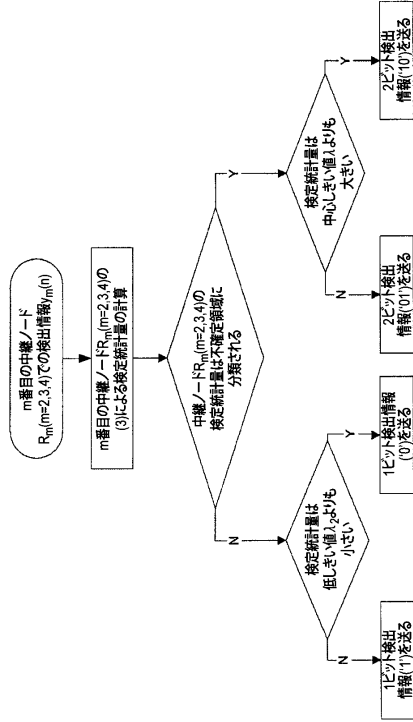 m番目の中継ノード
Rm(m=2,3,4)での検出情報ym(n)
m番目の中継ノードRm(m=2,3,4)の
(3)による検定統計量の計算
中継ノードRm(m=2,3,4)の
検定統計量は不確定領域に
分類される
N
Y
検定統計量は
低しきい値λ2よりも
小さい
検定統計量は
中心しきい値λよりも
大きい
N
Y
N
Y
1ビット検出
情報('1')を送る
1ビット検出情報
('0')を送る
2ビット検出
情報('01')を送る
2ビット検出
情報('10')を送る